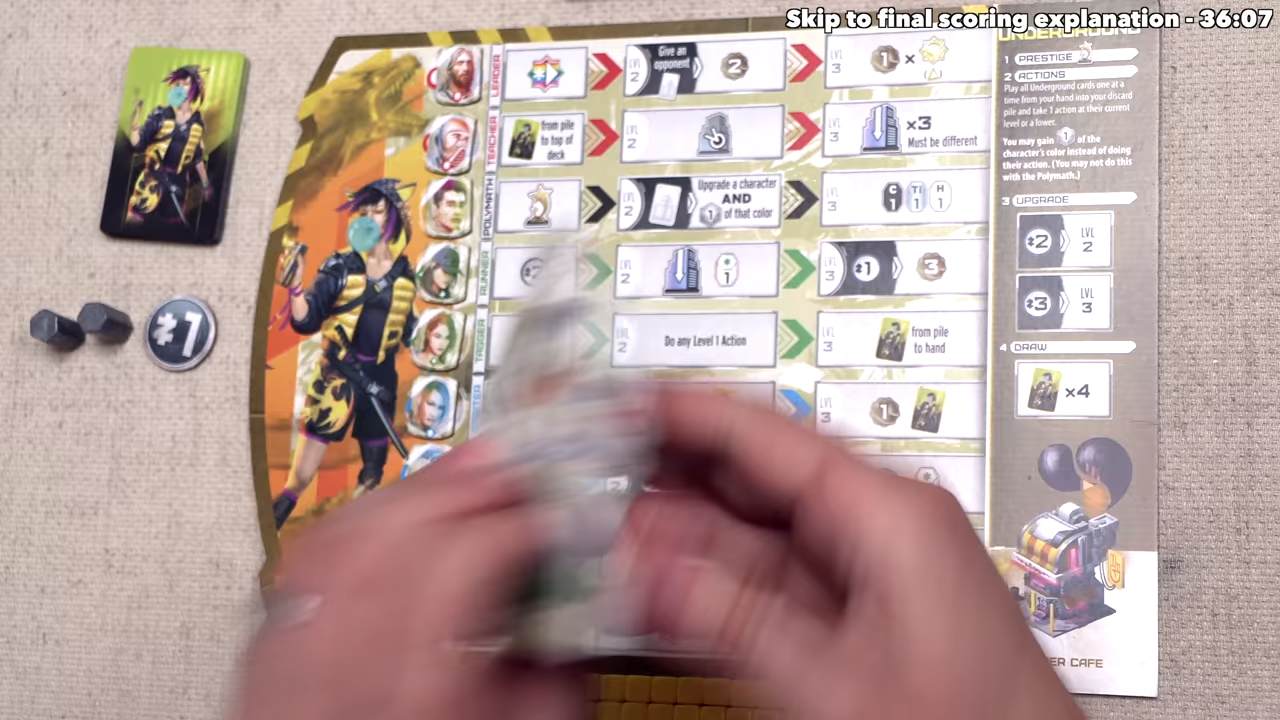 Skip to final scoring explanation - 36:07
UNDERGROUND
1 PRESTIGE
2 ACTIONS
Play all Underground cards one at a
time from your hand into your discard
pile and take 1 action at their current
level or a lower.
You may gain 1 of the
character's color instead of doing
their action. (You may not do this
with the Polymath.)
3 UPGRADE
2 LVL 2
3 LVL 3
4 DRAW
x4
LEADER
LVL 2 Give an opponent 2
LVL 3 1 x
TEACHER
from pile
to top of
deck
LVL 2
LVL 3 x3
Must be different
POLYMATH
LVL 2 Upgrade a character
AND
1 of that color
LVL 3 C 1 Ti 1 H 1
RUNNER
LVL 2 1
LVL 3 1 3
TAGGER
LVL 2 Do any Level 1 Action
LVL 3 from pile
to hand
LVL 3 1
1